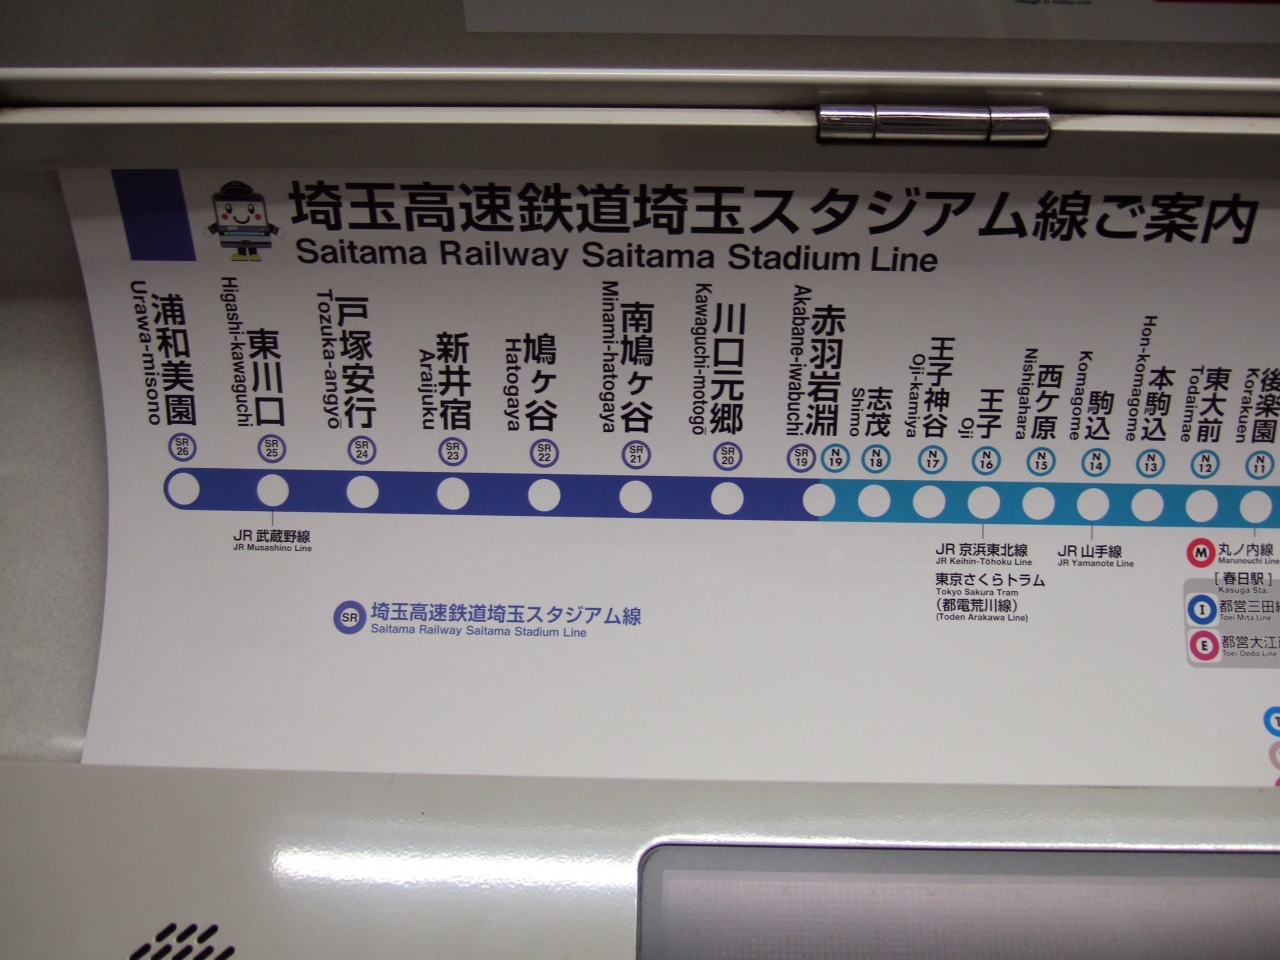 埼玉高速鉄道埼玉スタジアム線ご案内
Saitama Railway Saitama Stadium Line
浦和美園
Urawa-misono
SR 26
東川口
Higashi-kawaguchi
SR 25
戸塚安行
Tozuka-angyo
SR 24
新井宿
Araijuku
SR 23
鳩ヶ谷
Hatogaya
SR 22
南鳩ヶ谷
Minami-hatogaya
SR 21
川口元郷
Kawaguchi-motogō
SR 20
赤羽岩淵
Akabane-iwabuchi
SR 19
N 19
志茂
Shimo
N 18
王子神谷
Oji-kamiya
N 17
王子
Oji
N 16
西ケ原
Nishigahara
N 15
駒込
Komagome
N 14
本駒込
Hon-komagome
N 13
東大前
Todaimae
N 12
後楽園
Korakuen
N 11
JR 武蔵野線
JR Musashino Line
JR 京浜東北線
JR Keihin-Tōhoku Line
東京さくらトラム
Tokyo Sakura Tram
（都電荒川線）
(Toden Arakawa Line)
JR 山手線
JR Yamanote Line
M 丸ノ内線
Marunouchi Line
［春日駅］
Kasuga Sta.
I 都営三田線
Toei Mita Line
E 都営大江
Toei Oedo Line
SR 埼玉高速鉄道埼玉スタジアム線
Saitama Railway Saitama Stadium Line